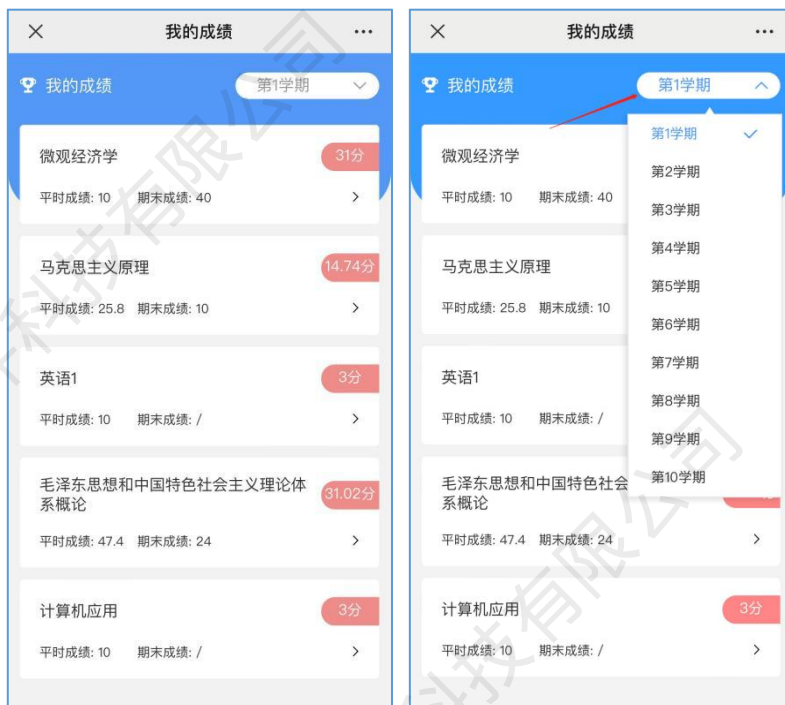 我的成绩
我的成绩
第1学期
微观经济学
31分
平时成绩: 10 期末成绩: 40
马克思主义原理
14.74分
平时成绩: 25.8 期末成绩: 10
英语1
3分
平时成绩: 10 期末成绩: /
毛泽东思想和中国特色社会主义理论体
系概论
31.02分
平时成绩: 47.4 期末成绩: 24
计算机应用
3分
平时成绩: 10 期末成绩: /
我的成绩
我的成绩
第1学期
第1学期
第2学期
第3学期
第4学期
第5学期
第6学期
第7学期
第8学期
第9学期
第10学期
微观经济学
平时成绩: 10 期末成绩: 40
马克思主义原理
平时成绩: 25.8 期末成绩: 10
英语1
平时成绩: 10 期末成绩: /
毛泽东思想和中国特色社会
系概论
平时成绩: 47.4 期末成绩: 24
计算机应用
3分
平时成绩: 10 期末成绩: /
科技有限公司
科技有限公司